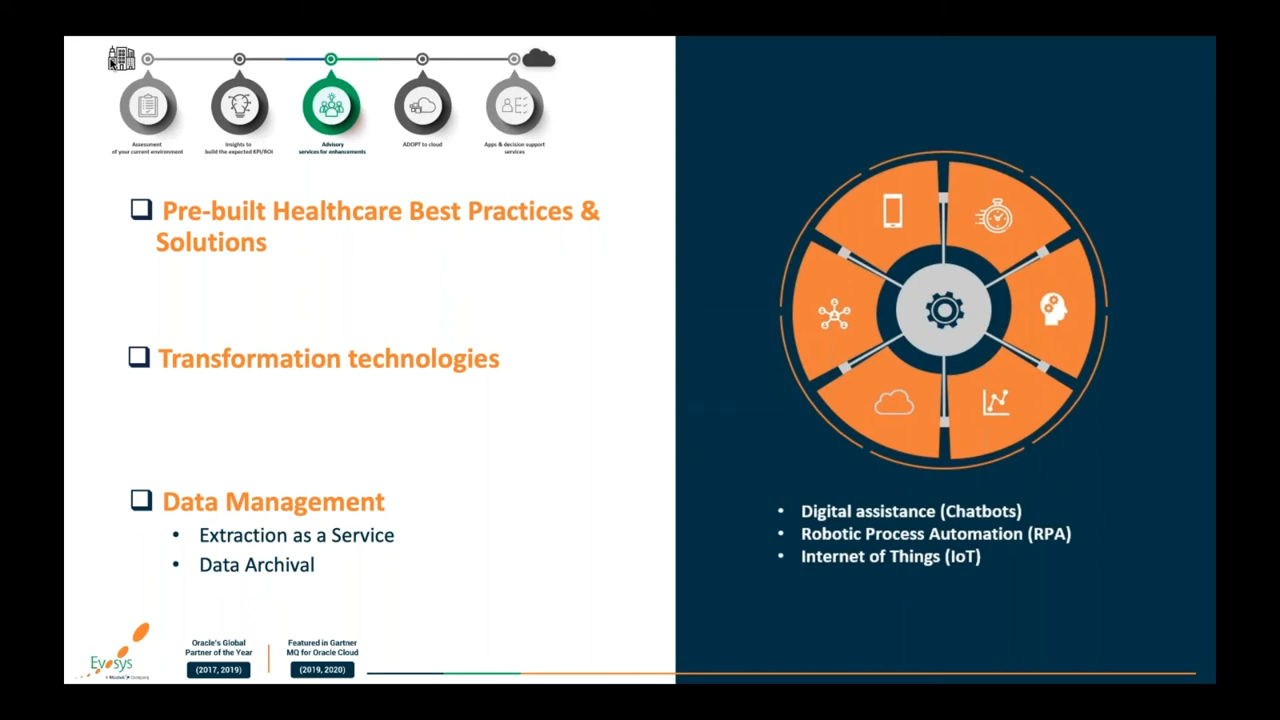 Assessment
of your current environment
Insights to
build the expected KPI/ROI
Advisory
services for enhancements
ADOPT to cloud
Apps & decision support
services
❑ Pre-built Healthcare Best Practices &
Solutions
❑ Transformation technologies
❑ Data Management
• Extraction as a Service
• Data Archival
• Digital assistance (Chatbots)
• Robotic Process Automation (RPA)
• Internet of Things (IoT)
Evosys
A Mastek Company
Oracle's Global
Partner of the Year
(2017, 2019)
Featured in Gartner
MQ for Oracle Cloud
(2019, 2020)